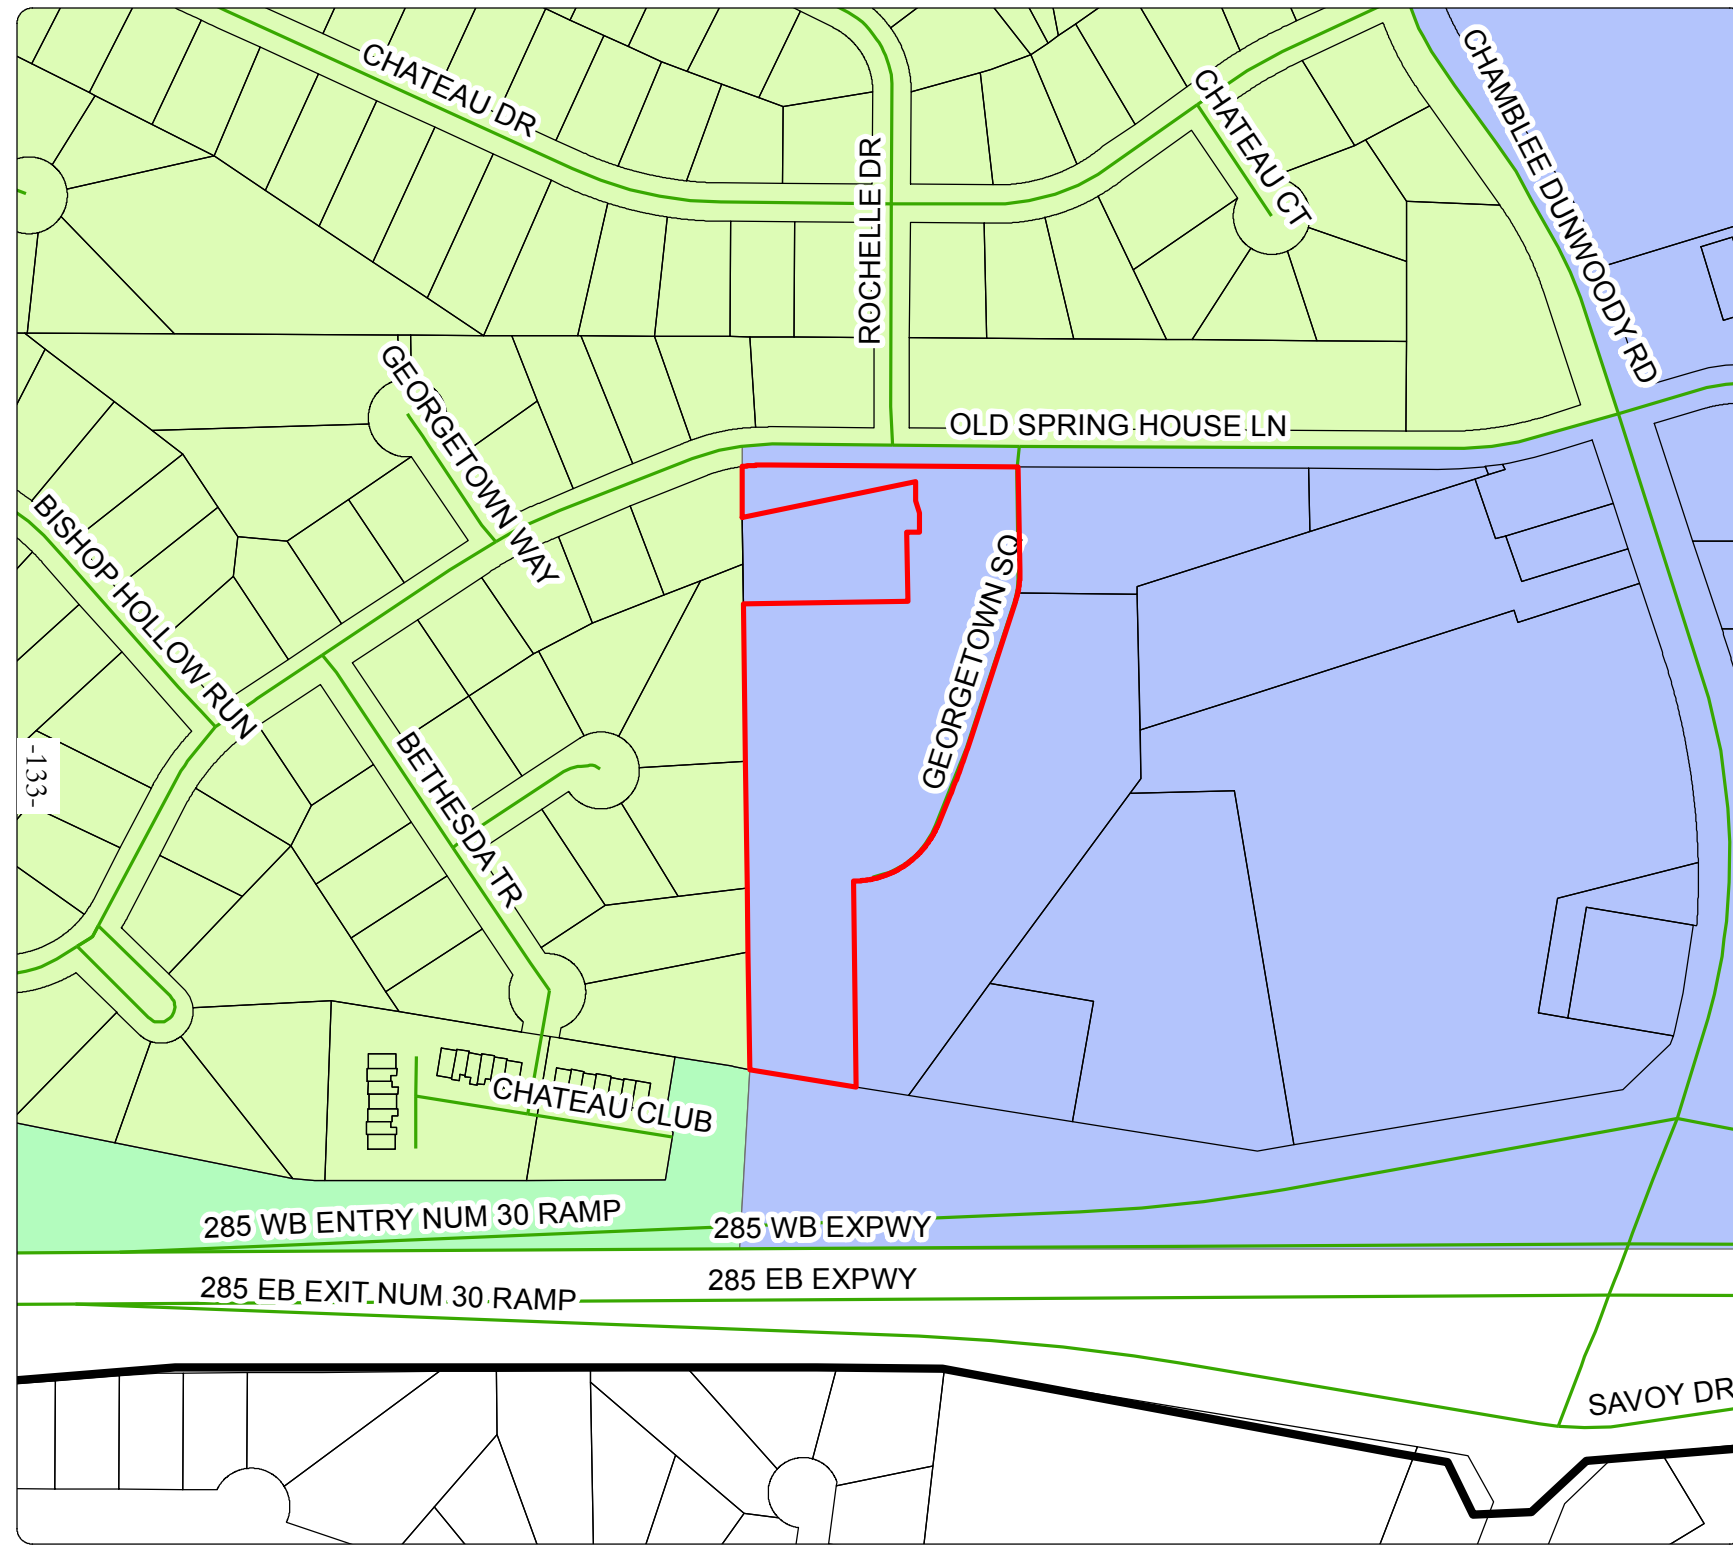 CHATEAU DR
ROCHELLE DR
CHATEAU CT
CHAMBLEE DUNWOODY RD
GEORGETOWN WAY
OLD SPRING HOUSE LN
BISHOP HOLLOW RUN
GEORGETOWN SQ
BETHESDA TR
-133-
CHATEAU CLUB
285 WB ENTRY NUM 30 RAMP
285 WB EXPWY
285 EB EXIT NUM 30 RAMP
285 EB EXPWY
SAVOY DR